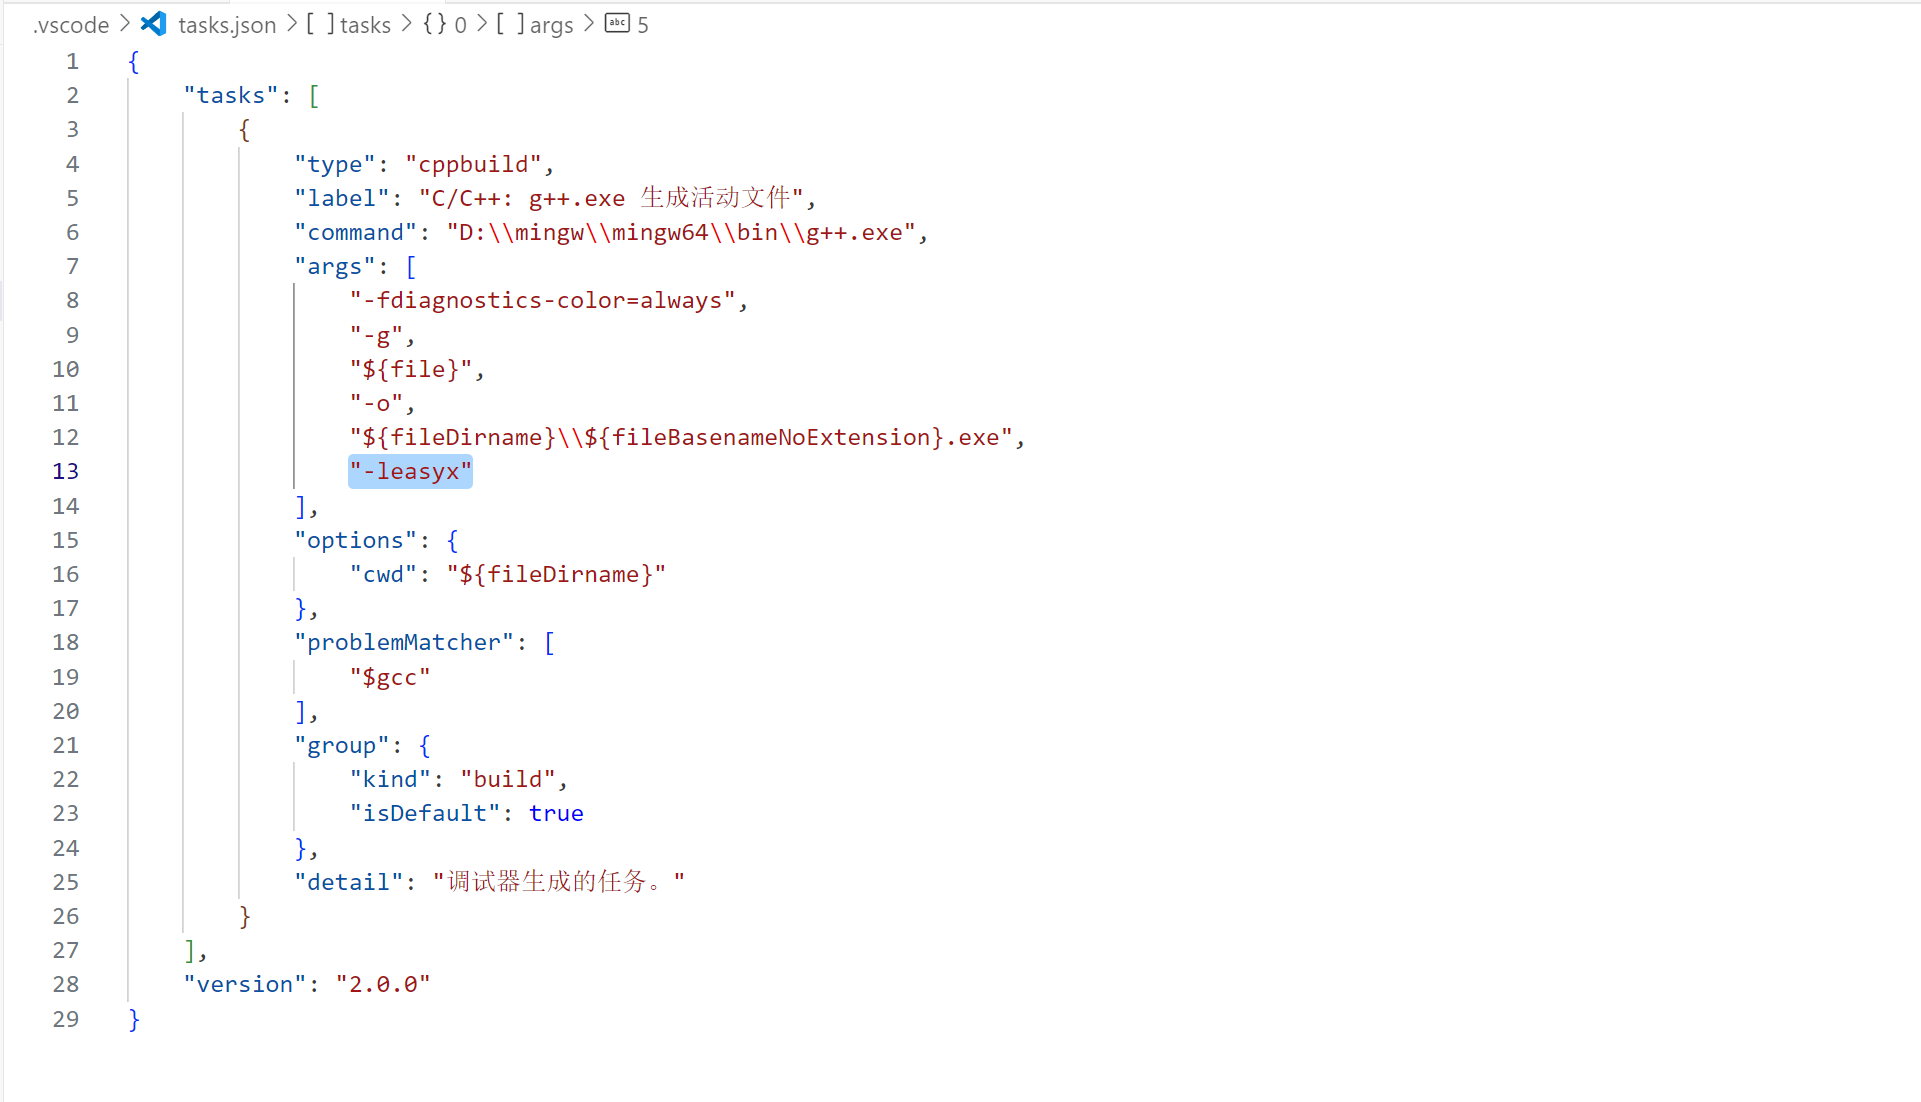 .vscode > tasks.json > [ ] tasks > {} 0 > [ ] args > abc 5
1 {
2     "tasks": [
3         {
4             "type": "cppbuild",
5             "label": "C/C++: g++.exe 生成活动文件",
6             "command": "D:\\mingw\\mingw64\\bin\\g++.exe",
7             "args": [
8                 "-fdiagnostics-color=always",
9                 "-g",
10                 "${file}",
11                 "-o",
12                 "${fileDirname}\\${fileBasenameNoExtension}.exe",
13                 "-leasyx"
14             ],
15             "options": {
16                 "cwd": "${fileDirname}"
17             },
18             "problemMatcher": [
19                 "$gcc"
20             ],
21             "group": {
22                 "kind": "build",
23                 "isDefault": true
24             },
25             "detail": "调试器生成的任务。"
26         }
27     ],
28     "version": "2.0.0"
29 }